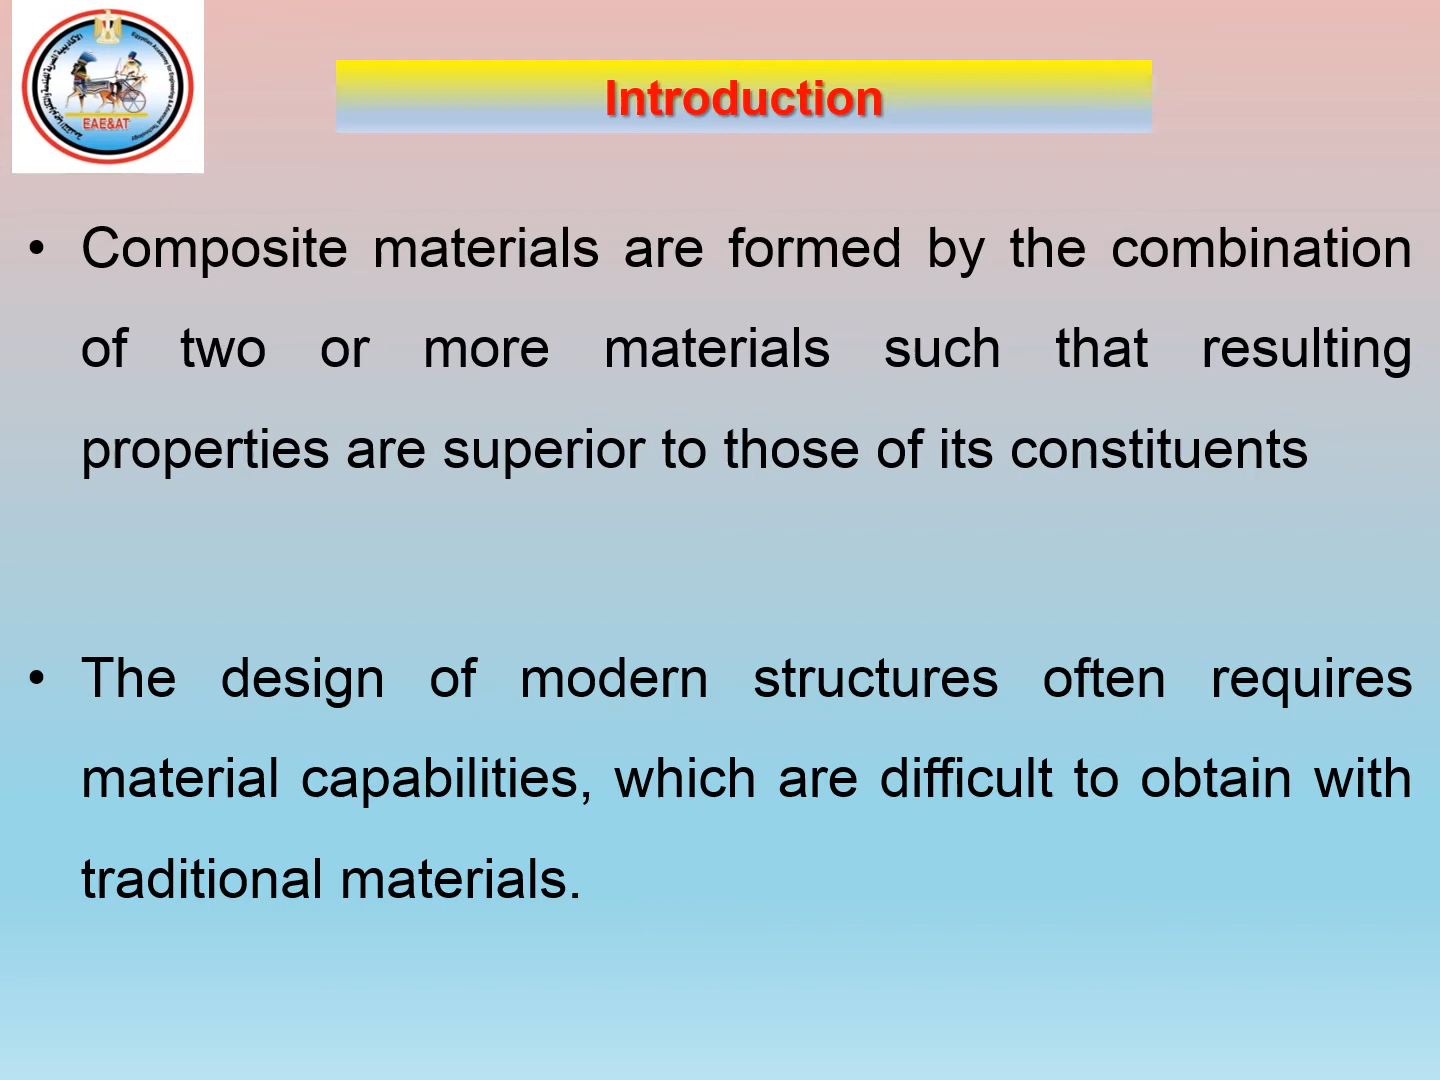 EAE&AT
Introduction
• Composite materials are formed by the combination
of two or more materials such that resulting
properties are superior to those of its constituents
• The design of modern structures often requires
material capabilities, which are difficult to obtain with
traditional materials.